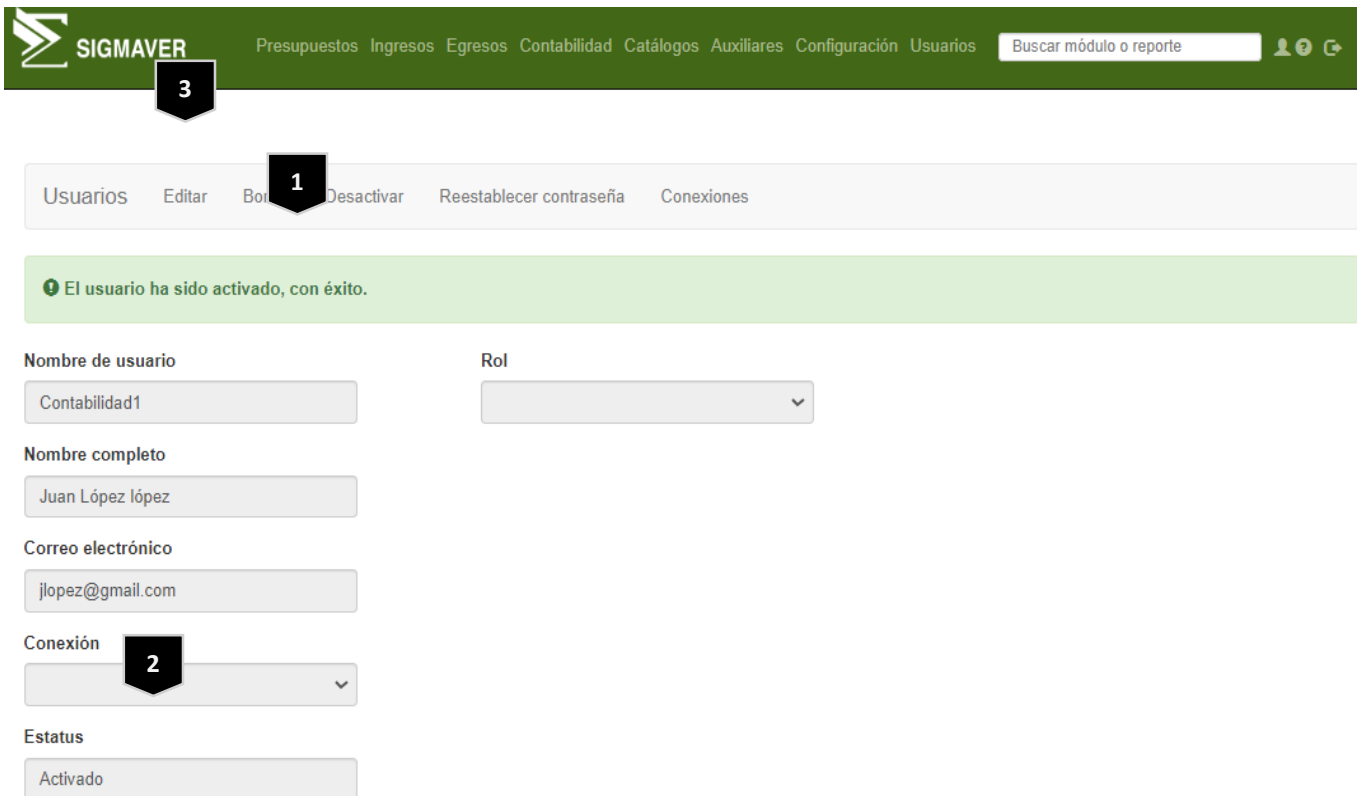 SIGMAVER Presupuestos Ingresos Egresos Contabilidad Catálogos Auxiliares Configuración Usuarios Buscar módulo o reporte
3
1
Usuarios Editar Desactivar Reestablecer contraseña Conexiones
El usuario ha sido activado, con éxito.
Nombre de usuario Rol
Contabilidad1
Nombre completo
Juan López lópez
Correo electrónico
jlopez@gmail.com
Conexión
2
Estatus
Activado